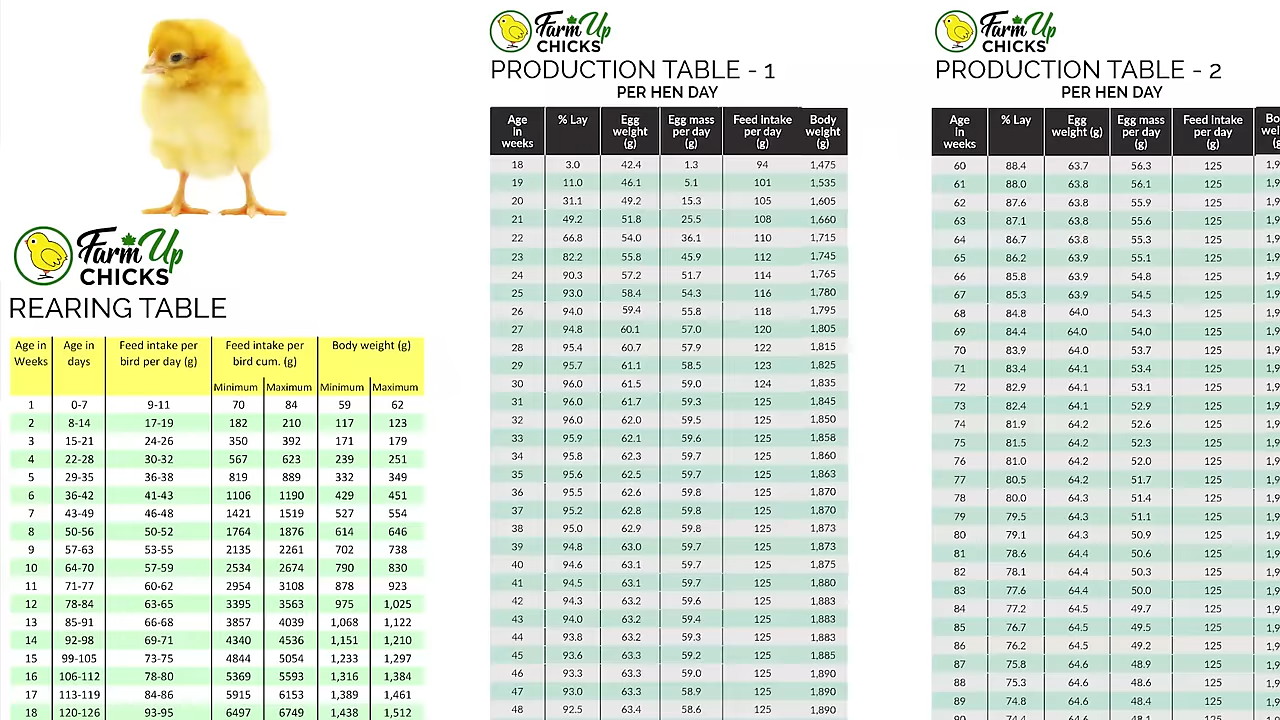 Farm Up
CHICKS
REARING TABLE
Age in Weeks | Age in days | Feed intake per bird per day (g) | Feed intake per bird cum. (g) | Body weight (g)
Minimum | Maximum | Minimum | Maximum
1 | 0-7 | 9-11 | 70 | 84 | 59 | 62
2 | 8-14 | 17-19 | 182 | 210 | 117 | 123
3 | 15-21 | 24-26 | 350 | 392 | 171 | 179
4 | 22-28 | 30-32 | 567 | 623 | 239 | 251
5 | 29-35 | 36-38 | 819 | 889 | 332 | 349
6 | 36-42 | 41-43 | 1106 | 1190 | 429 | 451
7 | 43-49 | 46-48 | 1421 | 1519 | 527 | 554
8 | 50-56 | 50-52 | 1764 | 1876 | 614 | 646
9 | 57-63 | 53-55 | 2135 | 2261 | 702 | 738
10 | 64-70 | 57-59 | 2534 | 2674 | 790 | 830
11 | 71-77 | 60-62 | 2954 | 3108 | 878 | 923
12 | 78-84 | 63-65 | 3395 | 3563 | 975 | 1,025
13 | 85-91 | 66-68 | 3857 | 4039 | 1,068 | 1,122
14 | 92-98 | 69-71 | 4340 | 4536 | 1,151 | 1,210
15 | 99-105 | 73-75 | 4844 | 5054 | 1,233 | 1,297
16 | 106-112 | 78-80 | 5369 | 5593 | 1,316 | 1,384
17 | 113-119 | 84-86 | 5915 | 6153 | 1,389 | 1,461
18 | 120-126 | 93-95 | 6497 | 6749 | 1,438 | 1,512
Farm Up
CHICKS
PRODUCTION TABLE - 1
PER HEN DAY
Age in weeks | % Lay | Egg weight (g) | Egg mass per day (g) | Feed intake per day (g) | Body weight (g)
18 | 3.0 | 42.4 | 1.3 | 94 | 1,475
19 | 11.0 | 46.1 | 5.1 | 101 | 1,535
20 | 31.1 | 49.2 | 15.3 | 105 | 1,605
21 | 49.2 | 51.8 | 25.5 | 108 | 1,660
22 | 66.8 | 54.0 | 36.1 | 110 | 1,715
23 | 82.2 | 55.8 | 45.9 | 112 | 1,745
24 | 90.3 | 57.2 | 51.7 | 114 | 1,765
25 | 93.0 | 58.4 | 54.3 | 116 | 1,780
26 | 94.0 | 59.4 | 55.8 | 118 | 1,795
27 | 94.8 | 60.1 | 57.0 | 120 | 1,805
28 | 95.4 | 60.7 | 57.9 | 122 | 1,815
29 | 95.7 | 61.1 | 58.5 | 123 | 1,825
30 | 96.0 | 61.5 | 59.0 | 124 | 1,835
31 | 96.0 | 61.7 | 59.3 | 125 | 1,845
32 | 96.0 | 62.0 | 59.5 | 125 | 1,850
33 | 95.9 | 62.1 | 59.6 | 125 | 1,858
34 | 95.8 | 62.3 | 59.7 | 125 | 1,860
35 | 95.6 | 62.5 | 59.7 | 125 | 1,863
36 | 95.5 | 62.6 | 59.8 | 125 | 1,870
37 | 95.2 | 62.8 | 59.8 | 125 | 1,870
38 | 95.0 | 62.9 | 59.8 | 125 | 1,873
39 | 94.8 | 63.0 | 59.7 | 125 | 1,873
40 | 94.6 | 63.1 | 59.7 | 125 | 1,875
41 | 94.5 | 63.1 | 59.7 | 125 | 1,880
42 | 94.3 | 63.2 | 59.6 | 125 | 1,883
43 | 94.0 | 63.2 | 59.4 | 125 | 1,883
44 | 93.8 | 63.2 | 59.3 | 125 | 1,883
45 | 93.6 | 63.3 | 59.2 | 125 | 1,885
46 | 93.3 | 63.3 | 59.0 | 125 | 1,890
47 | 93.0 | 63.3 | 58.9 | 125 | 1,890
48 | 92.5 | 63.4 | 58.6 | 125 | 1,890
Farm Up
CHICKS
PRODUCTION TABLE - 2
PER HEN DAY
Age in weeks | % Lay | Egg weight (g) | Egg mass per day (g) | Feed intake per day (g)
60 | 88.4 | 63.7 | 56.3 | 125
61 | 88.0 | 63.8 | 56.1 | 125
62 | 87.6 | 63.8 | 55.9 | 125
63 | 87.1 | 63.8 | 55.6 | 125
64 | 86.7 | 63.8 | 55.3 | 125
65 | 86.2 | 63.9 | 55.1 | 125
66 | 85.8 | 63.9 | 54.8 | 125
67 | 85.3 | 63.9 | 54.5 | 125
68 | 84.8 | 64.0 | 54.3 | 125
69 | 84.4 | 64.0 | 54.0 | 125
70 | 83.9 | 64.0 | 53.7 | 125
71 | 83.4 | 64.1 | 53.4 | 125
72 | 82.9 | 64.1 | 53.1 | 125
73 | 82.4 | 64.1 | 52.9 | 125
74 | 81.9 | 64.2 | 52.6 | 125
75 | 81.5 | 64.2 | 52.3 | 125
76 | 81.0 | 64.2 | 52.0 | 125
77 | 80.5 | 64.2 | 51.7 | 125
78 | 80.0 | 64.3 | 51.4 | 125
79 | 79.5 | 64.3 | 51.1 | 125
80 | 79.1 | 64.3 | 50.9 | 125
81 | 78.6 | 64.4 | 50.6 | 125
82 | 78.1 | 64.4 | 50.3 | 125
83 | 77.6 | 64.4 | 50.0 | 125
84 | 77.2 | 64.5 | 49.7 | 125
85 | 76.7 | 64.5 | 49.5 | 125
86 | 76.2 | 64.5 | 49.2 | 125
87 | 75.8 | 64.6 | 48.9 | 125
88 | 75.3 | 64.6 | 48.6 | 125
89 | 74.8 | 64.6 | 48.4 | 125